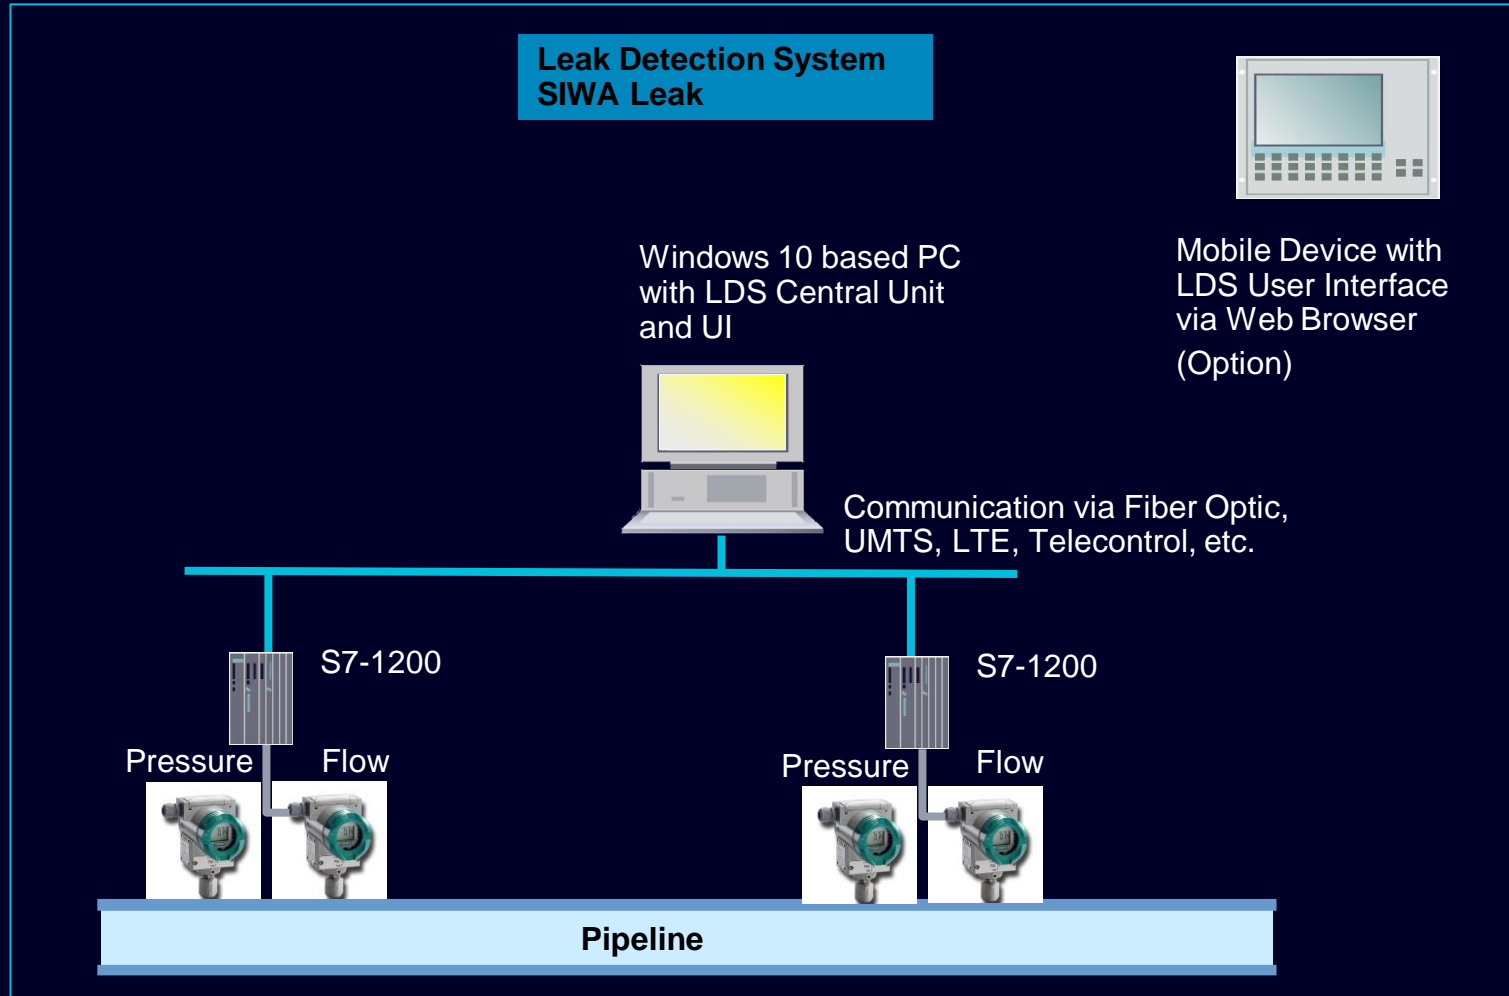 Leak Detection System
SIWA Leak
Windows 10 based PC
with LDS Central Unit
and UI
Mobile Device with
LDS User Interface
via Web Browser
(Option)
Communication via Fiber Optic,
UMTS, LTE, Telecontrol, etc.
S7-1200
S7-1200
Pressure
Flow
Pressure
Flow
Pipeline